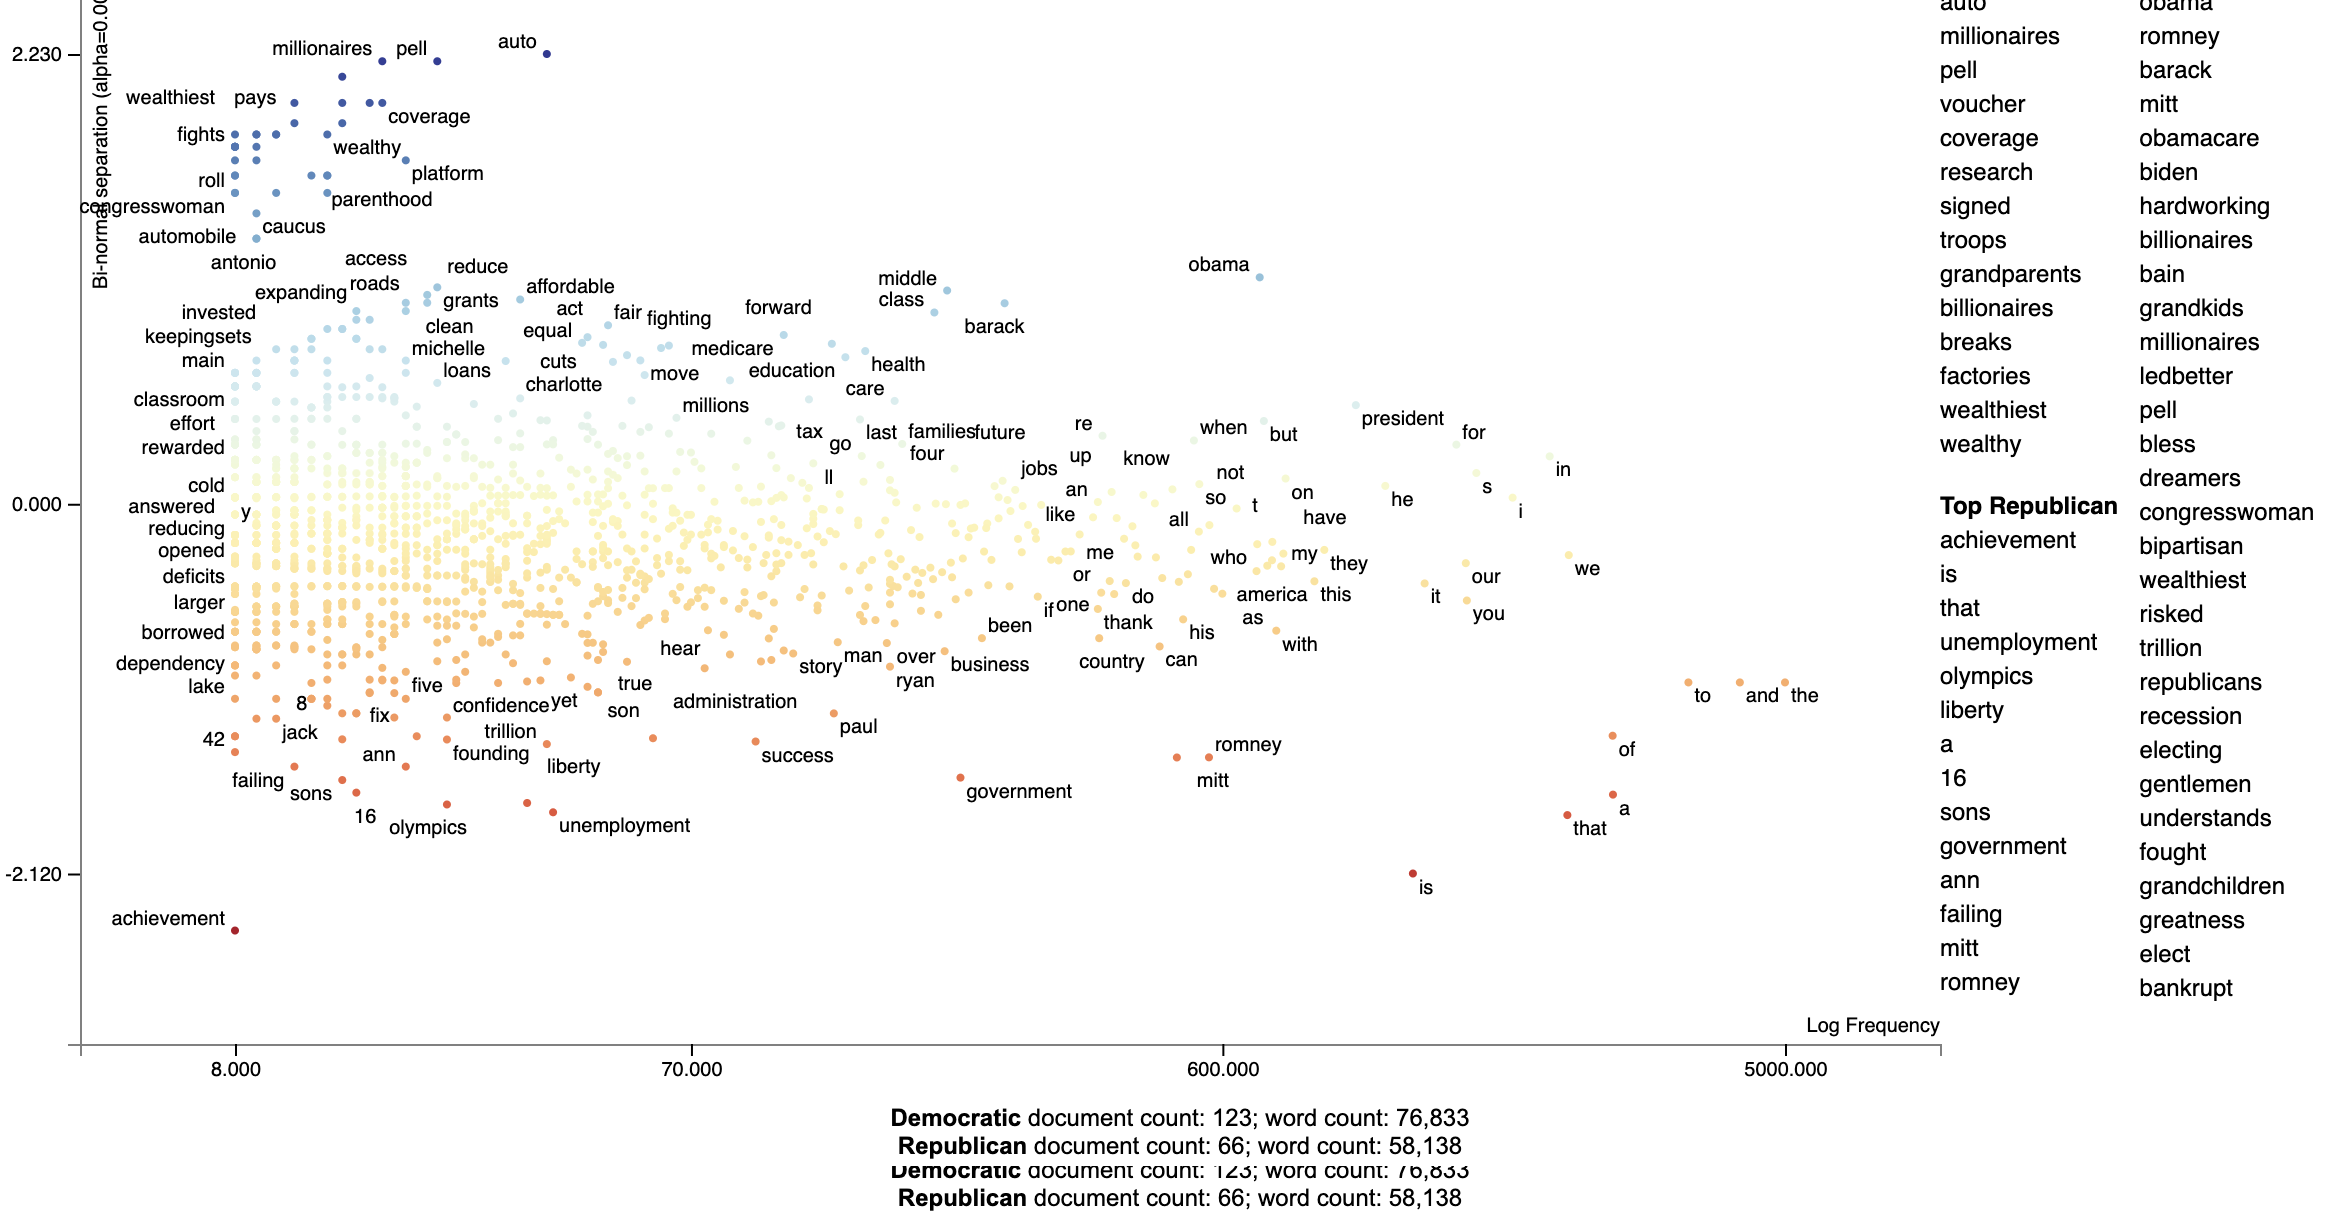 Bi-normal separation (alpha=0.00
2.230
0.000
-2.120
millionaires
pell
auto
wealthiest
pays
coverage
fights
wealthy
platform
roll
parenthood
congresswoman
caucus
automobile
antonio
access
reduce
roads
expanding
grants
affordable
invested
act
fair
fighting
forward
middle
class
obama
barack
clean
equal
keepingsets
michelle
medicare
main
cuts
health
loans
move
education
charlotte
care
classroom
millions
effort
president
rewarded
tax
go
last
families
future
four
re
when
but
for
up
know
jobs
ll
not
in
cold
an
s
answered
y
so
t
on
he
i
like
all
have
reducing
opened
me
who
my
they
we
deficits
or
our
larger
if
one
do
america
this
it
you
borrowed
been
thank
his
as
with
hear
man
over
story
business
country
can
dependency
ryan
lake
five
true
8
confidence
yet
son
administration
to
and
the
fix
jack
trillion
paul
42
ann
founding
success
romney
of
liberty
mitt
failing
sons
government
16
olympics
unemployment
a
that
is
achievement
Log Frequency
8.000
70.000
600.000
5000.000
auto
millionaires
pell
voucher
coverage
research
signed
troops
grandparents
billionaires
breaks
factories
wealthiest
wealthy
Top Republican
achievement
is
that
unemployment
olympics
liberty
a
16
sons
government
ann
failing
mitt
romney
obama
romney
barack
mitt
obamacare
biden
hardworking
billionaires
bain
grandkids
millionaires
ledbetter
pell
bless
dreamers
congresswoman
bipartisan
wealthiest
risked
trillion
republicans
recession
electing
gentlemen
understands
fought
grandchildren
greatness
elect
bankrupt
Democratic document count: 123; word count: 76,833
Republican document count: 66; word count: 58,138
Democratic document count: 123; word count: 76,833
Republican document count: 66; word count: 58,138